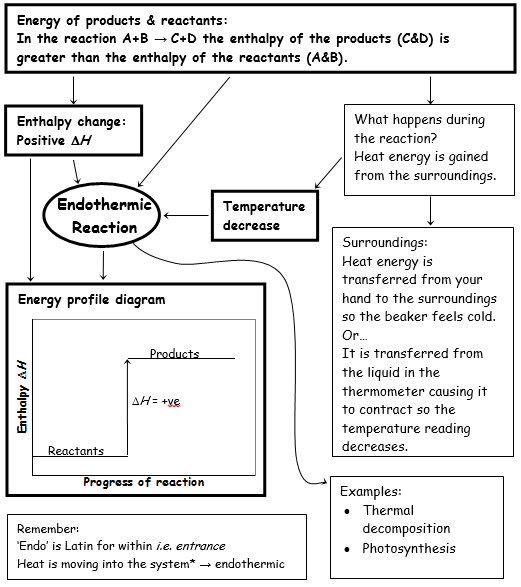 Energy of products & reactants:
In the reaction A+B → C+D the enthalpy of the products (C&D) is
greater than the enthalpy of the reactants (A&B).
Enthalpy change:
Positive ΔH
What happens during
the reaction?
Heat energy is gained
from the surroundings.
Endothermic
Reaction
Temperature
decrease
Surroundings:
Heat energy is
transferred from your
hand to the surroundings
so the beaker feels cold.
Or…
It is transferred from
the liquid in the
thermometer causing it
to contract so the
temperature reading
decreases.
Energy profile diagram
Enthalpy ΔH
Products
ΔH = +ve
Reactants
Progress of reaction
Examples:
• Thermal
decomposition
• Photosynthesis
Remember:
‘Endo’ is Latin for within i.e. entrance
Heat is moving into the system* → endothermic